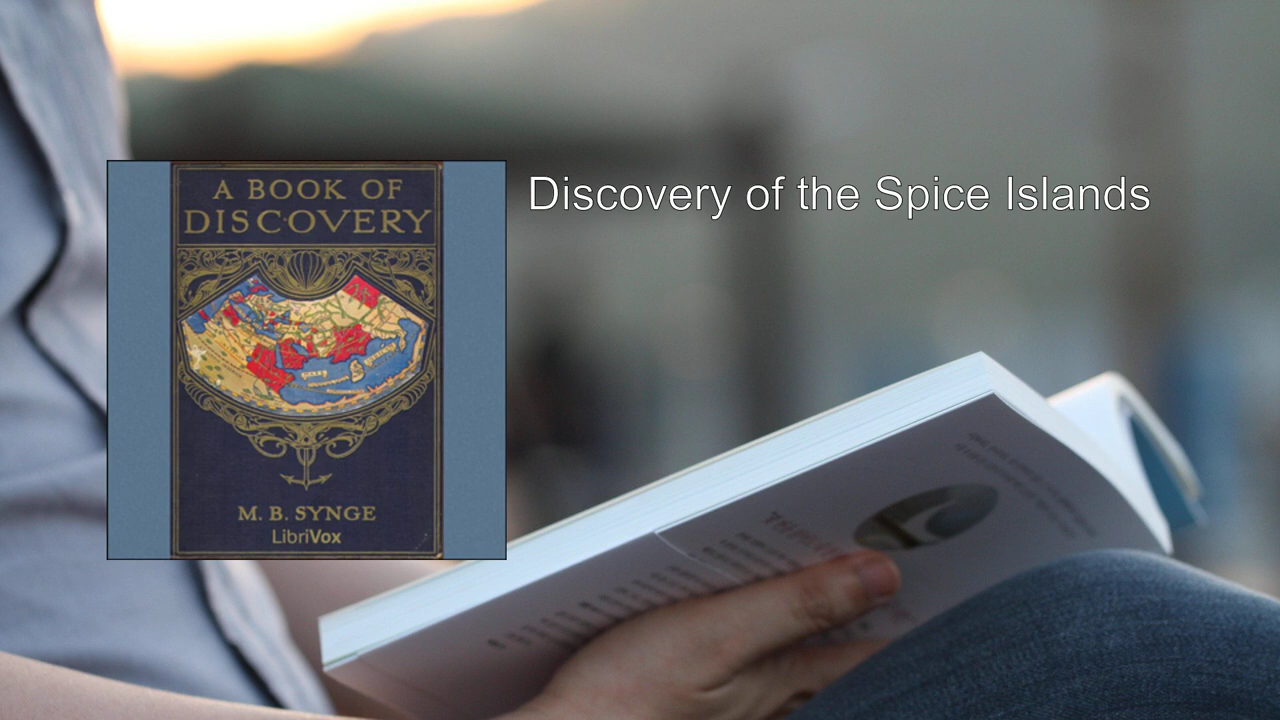 A BOOK OF
DISCOVERY
M. B. SYNGE
LibriVox
Discovery of the Spice Islands